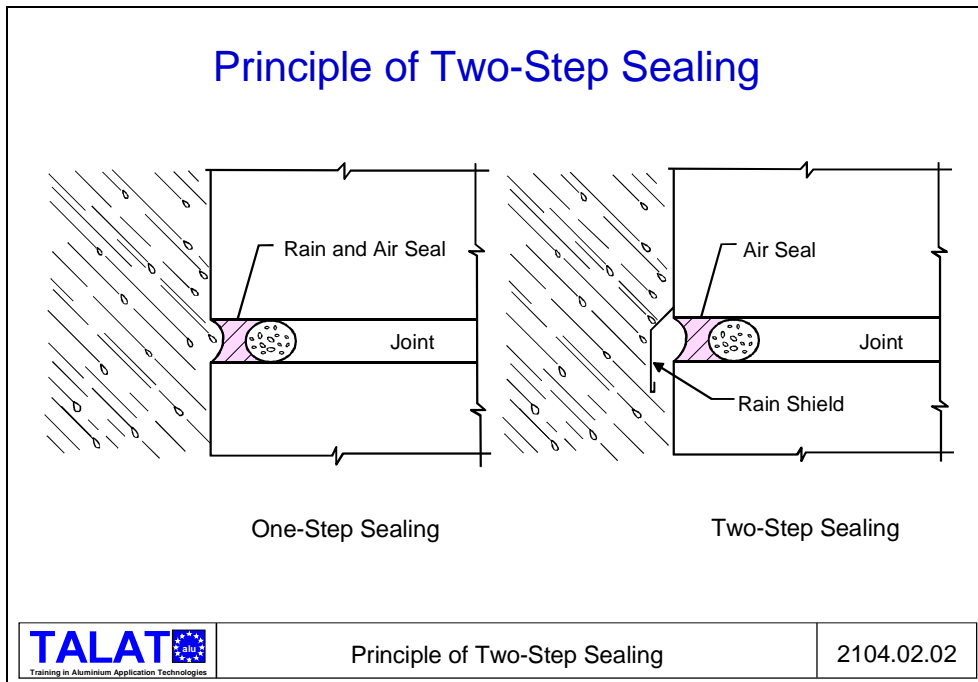 Principle of Two-Step Sealing
Rain and Air Seal
Joint
One-Step Sealing
Air Seal
Joint
Rain Shield
Two-Step Sealing
TALAT
alu
Training in Aluminium Application Technologies
Principle of Two-Step Sealing
2104.02.02